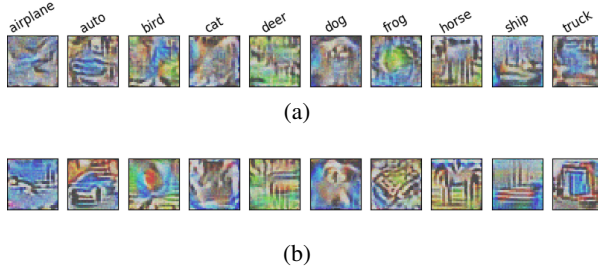 airplane auto bird cat deer dog frog horse ship truck
(a)
(b)